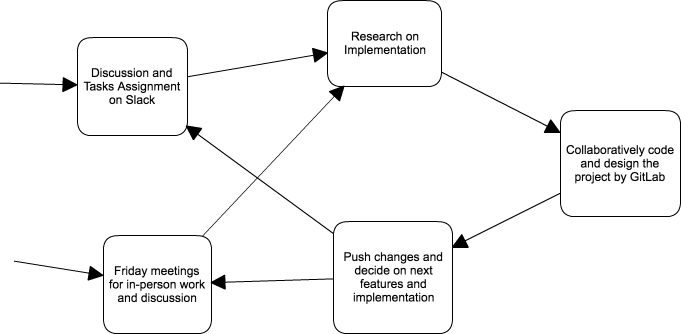 Research on
Implementation
Discussion and
Tasks Assignment
on Slack
Collaboratively code
and design the
project by GitLab
Friday meetings
for in-person work
and discussion
Push changes and
decide on next
features and
implementation